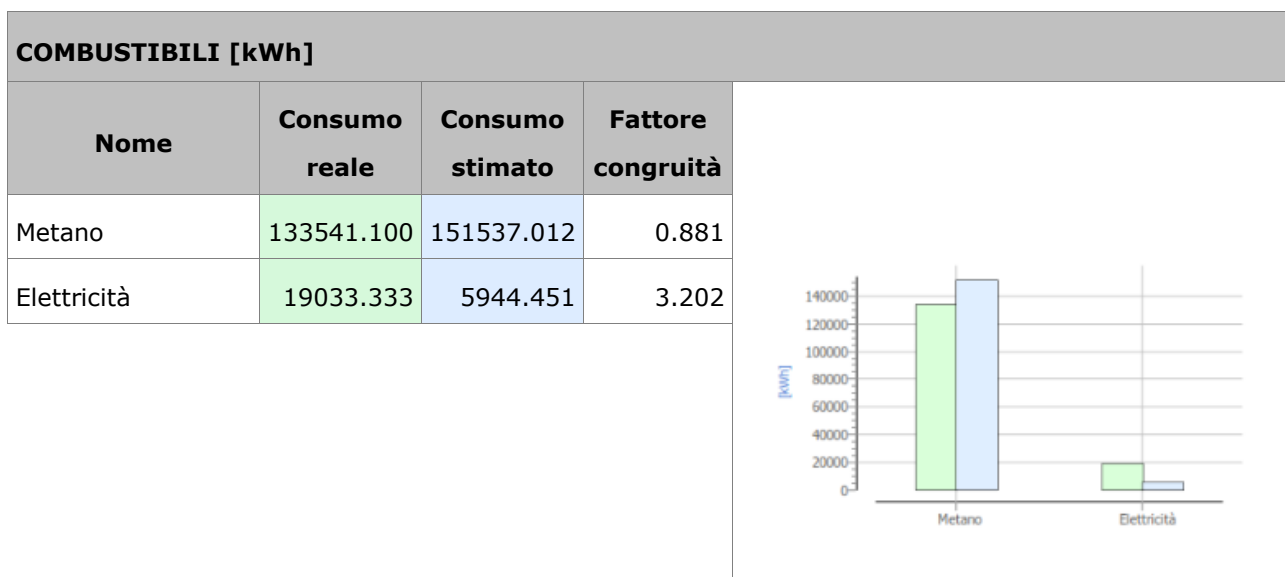 COMBUSTIBILI [kWh]
Nome Consumo reale Consumo stimato Fattore congruità
Metano 133541.100 151537.012 0.881
Elettricità 19033.333 5944.451 3.202
140000
120000
100000
80000
60000
40000
20000
0
[kWh]
Metano Elettricità